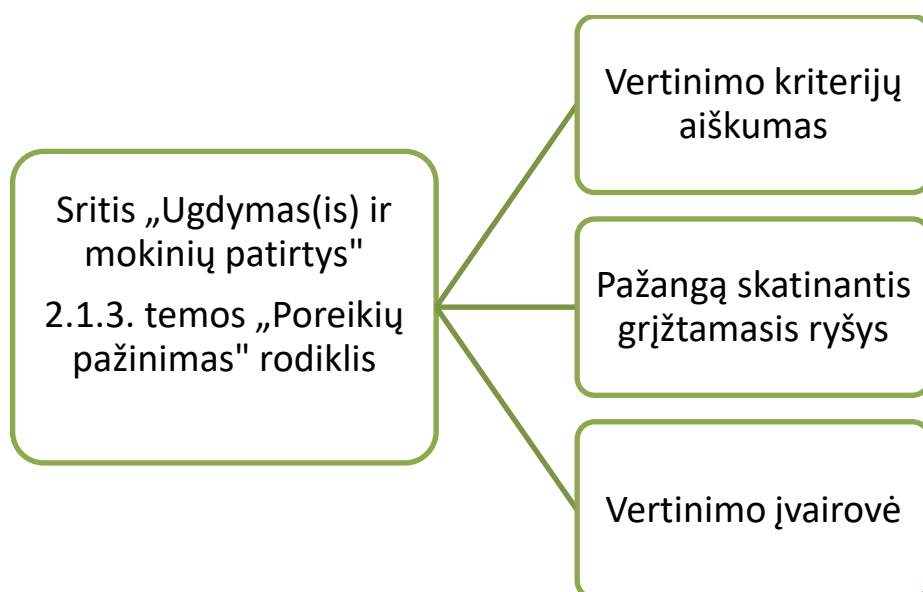 Sritis „Ugdymas(is) ir
mokinių patirtys"
2.1.3. temos „Poreikių
pažinimas" rodiklis
Vertinimo kriterijų
aiškumas
Pažangą skatinantis
grįžtamasis ryšys
Vertinimo įvairovė